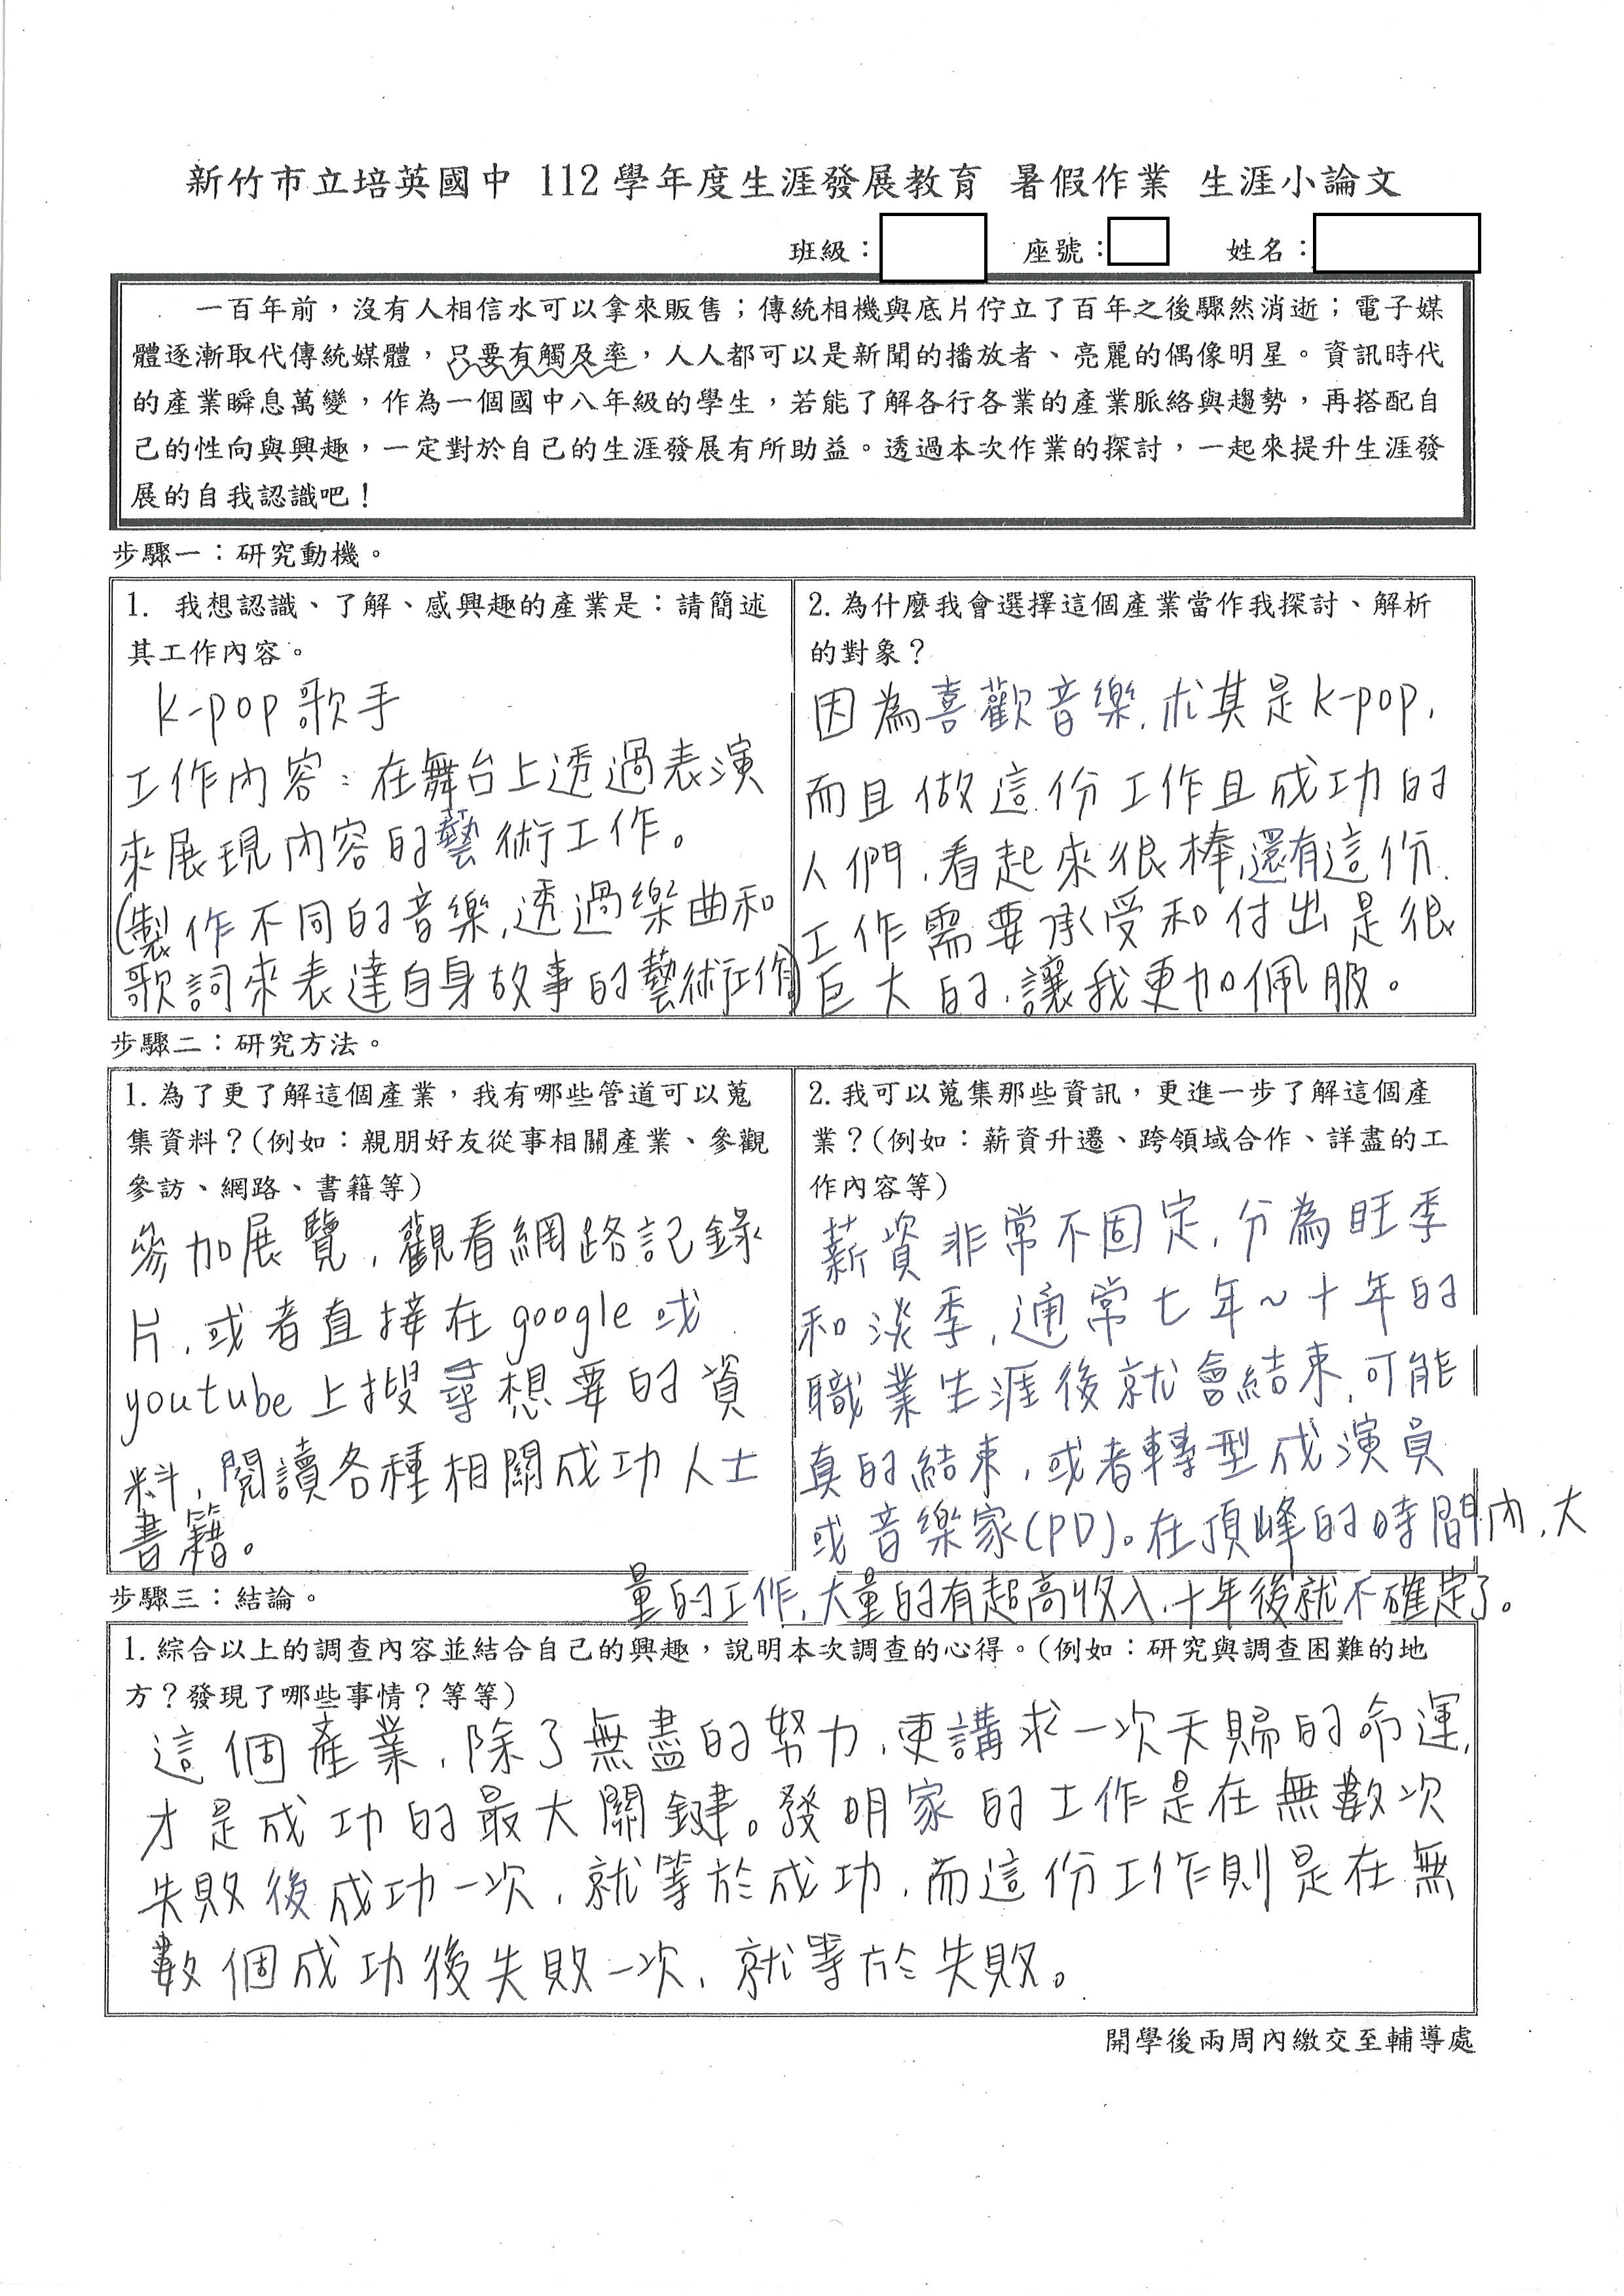 新竹市立培英國中 112 學年度生涯發展教育 暑假作業 生涯小論文
班級： 座號： 姓名：
一百年前，沒有人相信水可以拿來販售；傳統相機與底片佇立了百年之後驟然消逝；電子媒
體逐漸取代傳統媒體，只要有觸及率，人人都可以是新聞的播放者、亮麗的偶像明星。資訊時代
的產業瞬息萬變，作為一個國中八年級的學生，若能了解各行各業的產業脈絡與趨勢，再搭配自
己的性向與興趣，一定對於自己的生涯發展有所助益。透過本次作業的探討，一起來提升生涯發
展的自我認識吧！
步驟一：研究動機。
1. 我想認識、了解、感興趣的產業是：請簡述
其工作內容。
K-pop歌手
工作內容：在舞台上透過表演
來展現內容的藝術工作。
(製作不同的音樂,透過樂曲和
歌詞來表達自身故事的藝術工作)
2.為什麼我會選擇這個產業當作我探討、解析
的對象？
因為喜歡音樂,尤其是K-pop,
而且做這份工作且成功的
人們,看起來很棒,還有這份
工作需要承受和付出是很
巨大的,讓我更加佩服。
步驟二：研究方法。
1.為了更了解這個產業，我有哪些管道可以蒐
集資料？(例如：親朋好友從事相關產業、參觀
參訪、網路、書籍等)
參加展覽,觀看網路記錄
片,或者直接在google或
youtube上搜尋想要的資
料,閱讀各種相關成功人士
書籍。
2.我可以蒐集那些資訊，更進一步了解這個產
業？(例如：薪資升遷、跨領域合作、詳盡的工
作內容等)
薪資非常不固定,分為旺季
和淡季,通常七年~十年的
職業生涯後就會結束,可能
真的結束,或者轉型成演員
或音樂家(PD)。在頂峰的時間內,大
量的工作,大量的有超高收入,十年後就不確定了。
步驟三：結論。
1.綜合以上的調查內容並結合自己的興趣，說明本次調查的心得。(例如：研究與調查困難的地
方？發現了哪些事情？等等)
這個產業,除了無盡的努力,更講求一次天賜的命運,
才是成功的最大關鍵。發明家的工作是在無數次
失敗後成功一次,就等於成功,而這份工作則是在無
數個成功後失敗一次,就等於失敗。
開學後兩周內繳交至輔導處